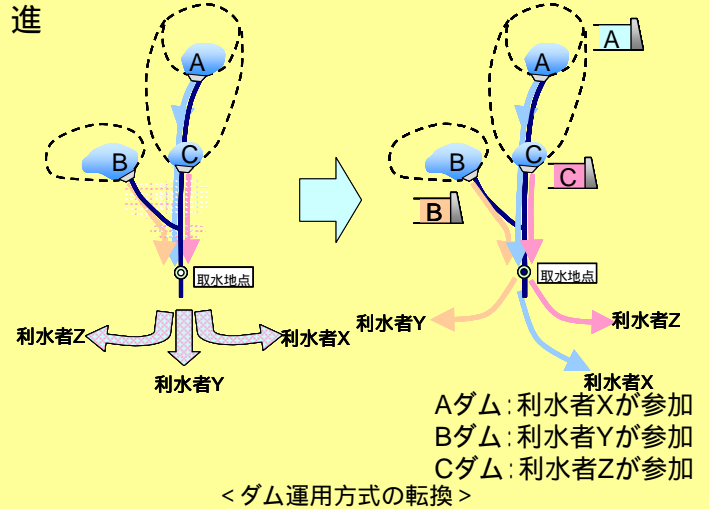 進
A
B
C
取水地点
利水者Z
利水者X
利水者Y
A
A
B
C
C
B
取水地点
利水者Y
利水者Z
利水者X
Aダム:利水者Xが参加
Bダム:利水者Yが参加
Cダム:利水者Zが参加
<ダム運用方式の転換>